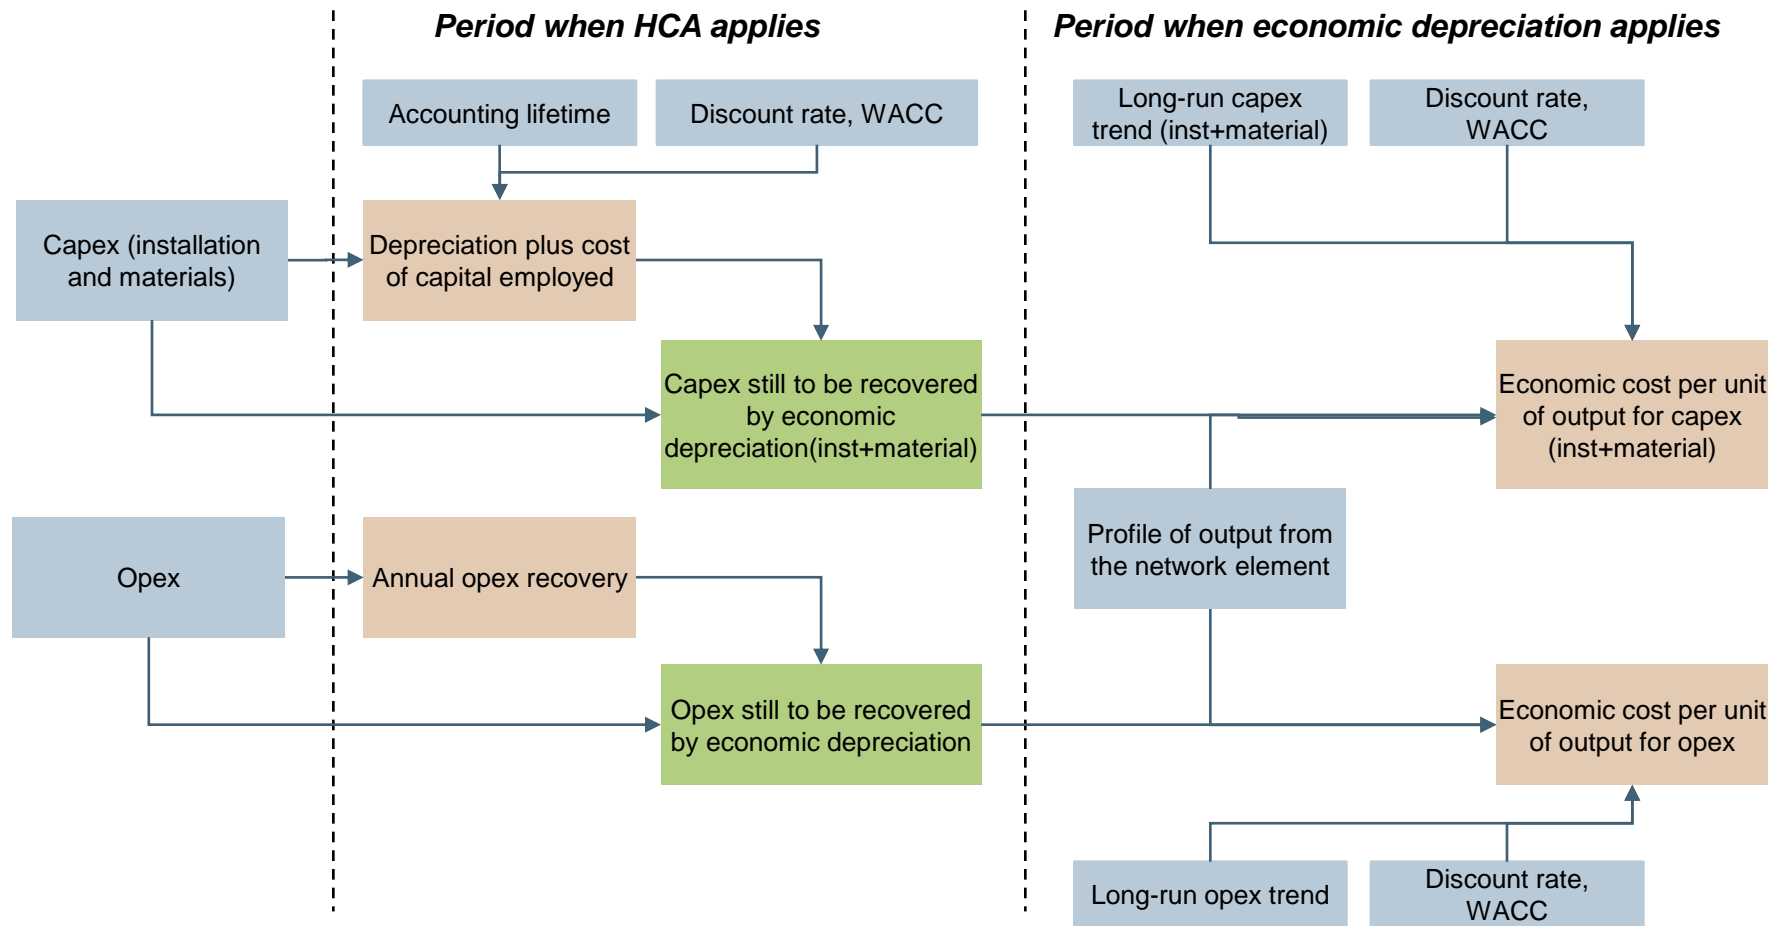 Period when HCA applies
Period when economic depreciation applies
Accounting lifetime
Discount rate, WACC
Long-run capex
trend (inst+material)
Discount rate,
WACC
Capex (installation
and materials)
Depreciation plus cost
of capital employed
Capex still to be recovered
by economic
depreciation(inst+material)
Economic cost per unit
of output for capex
(inst+material)
Profile of output from
the network element
Opex
Annual opex recovery
Opex still to be recovered
by economic depreciation
Economic cost per unit
of output for opex
Long-run opex trend
Discount rate,
WACC